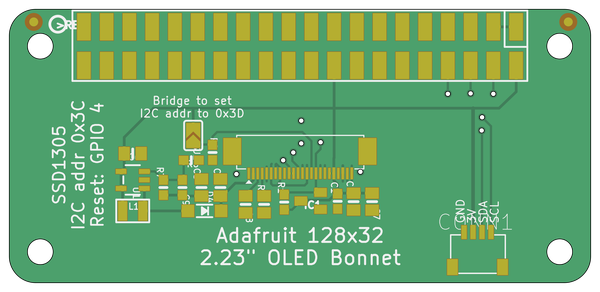 Bridge to set
I2C addr to 0x3D
SSD1305
I2C addr 0x3C
Reset: GPIO 4
GND
3V
SDA
SCL
L1
Adafruit 128x32
2.23" OLED Bonnet